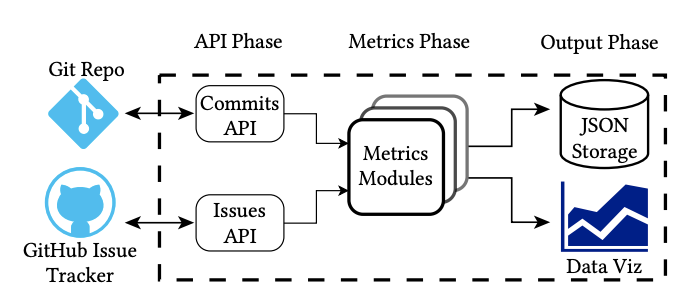 API Phase
Metrics Phase
Output Phase
Git Repo
Commits
API
Metrics
Modules
JSON
Storage
Issues
API
GitHub Issue
Tracker
Data Viz